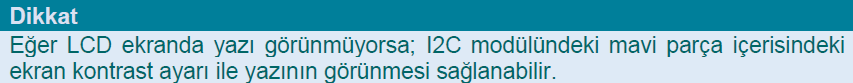 Dikkat
Eğer LCD ekranda yazı görünmüyorsa; I2C modülündeki mavi parça içerisindeki
ekran kontrast ayarı ile yazının görünmesi sağlanabilir.